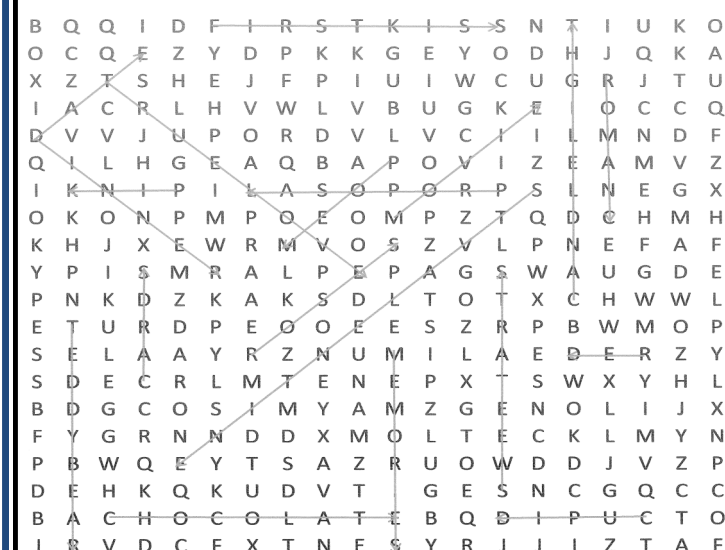 B Q Q I D F I R S T K I S S N T I U K O
O C Q E Z Y D P K K G E Y O D H J Q K A
X Z T S H E J F P I U I W C U G R J T U
I A C R L H V W L V B U G K E I O C C Q
D V V J U P O R D V L V C I I L M N D F
Q I L H G E A Q B A P O V I Z E A M V Z
I K N I P I L A S O P O R P S L N E G X
O K O N P M P O E O M P Z T Q D C H M H
K H J X E W R M V O S Z V L P N E F A F
Y P I S M R A L P E P A G S W A U G D E
P N K D Z K A K S D L T O T X C H W W L
E T U R D P E O O E E S Z R P B W M O P
S E L A A Y R Z N U M I L A E D E R Z Y
S D E C R L M T E N E P X T S W X Y H L
B D G C O S I M Y A M Z G E N O L I J X
F Y G R N N D D X M O L T E C K L M Y N
P B W Q E Y T S A Z R U O W D D J V Z P
D E H K Q K U D V T G E S N C G Q C C
B A C H O C O L A T E B Q D I P U C T O